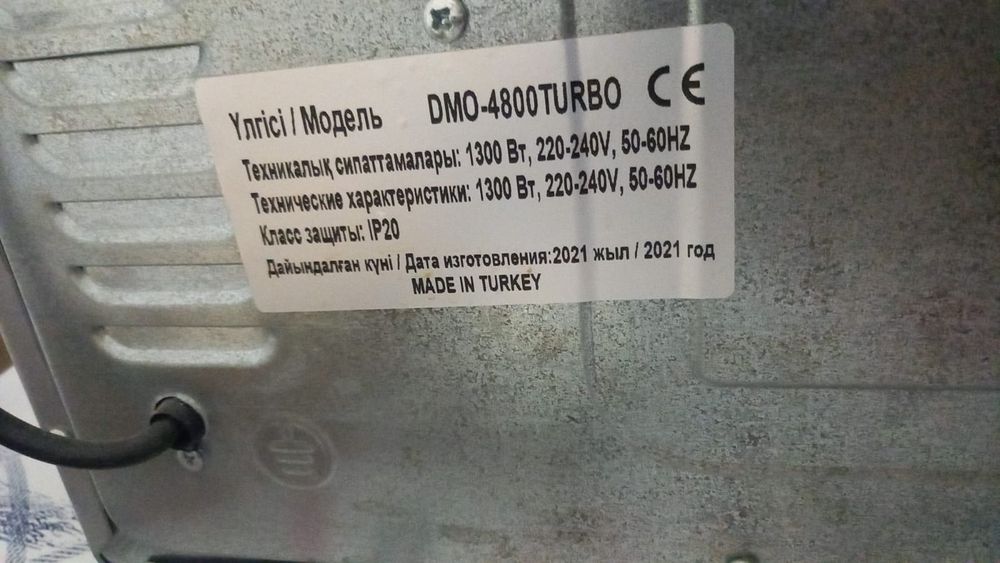 Үлгісі / Модель DMO-4800TURBO CE
Техникалық сипаттамалары: 1300 Вт, 220-240V, 50-60HZ
Технические характеристики: 1300 Вт, 220-240V, 50-60HZ
Класс защиты: IP20
Дайындалған күні / Дата изготовления:2021 жыл / 2021 год
MADE IN TURKEY